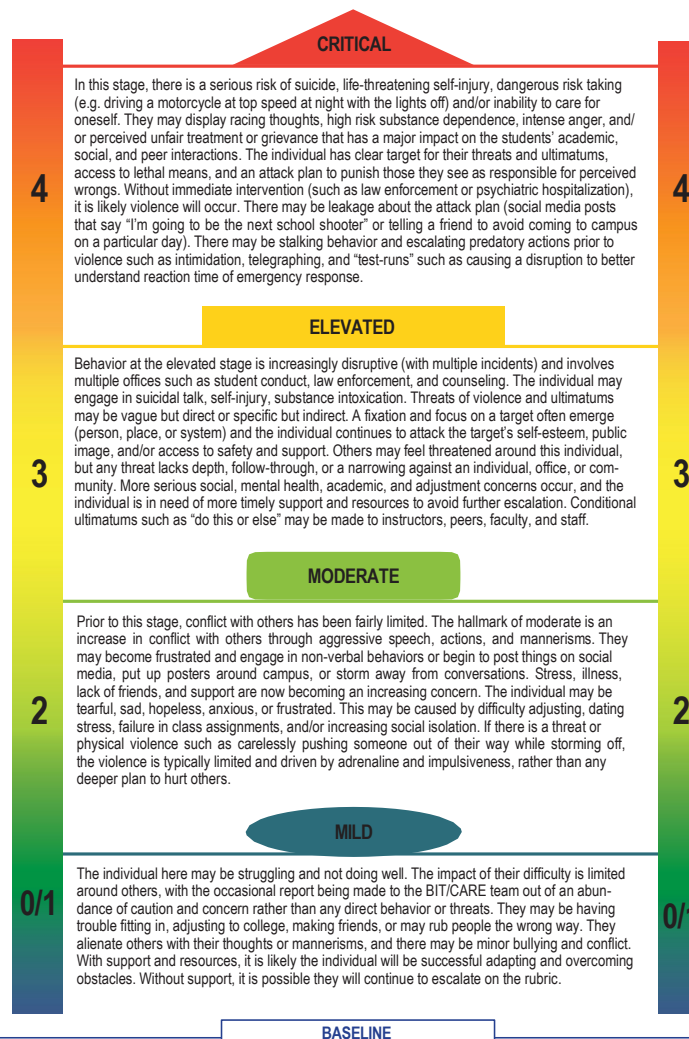 CRITICAL
In this stage, there is a serious risk of suicide, life-threatening self-injury, dangerous risk taking
(e.g. driving a motorcycle at top speed at night with the lights off) and/or inability to care for
oneself. They may display racing thoughts, high risk substance dependence, intense anger, and/
or perceived unfair treatment or grievance that has a major impact on the students’ academic,
social, and peer interactions. The individual has clear target for their threats and ultimatums,
access to lethal means, and an attack plan to punish those they see as responsible for perceived
wrongs. Without immediate intervention (such as law enforcement or psychiatric hospitalization),
it is likely violence will occur. There may be leakage about the attack plan (social media posts
that say “I’m going to be the next school shooter” or telling a friend to avoid coming to campus
on a particular day). There may be stalking behavior and escalating predatory actions prior to
violence such as intimidation, telegraphing, and “test-runs” such as causing a disruption to better
understand reaction time of emergency response.
4
4
ELEVATED
Behavior at the elevated stage is increasingly disruptive (with multiple incidents) and involves
multiple offices such as student conduct, law enforcement, and counseling. The individual may
engage in suicidal talk, self-injury, substance intoxication. Threats of violence and ultimatums
may be vague but direct or specific but indirect. A fixation and focus on a target often emerge
(person, place, or system) and the individual continues to attack the target’s self-esteem, public
image, and/or access to safety and support. Others may feel threatened around this individual,
but any threat lacks depth, follow-through, or a narrowing against an individual, office, or com-
munity. More serious social, mental health, academic, and adjustment concerns occur, and the
individual is in need of more timely support and resources to avoid further escalation. Conditional
ultimatums such as “do this or else” may be made to instructors, peers, faculty, and staff.
3
3
MODERATE
Prior to this stage, conflict with others has been fairly limited. The hallmark of moderate is an
increase in conflict with others through aggressive speech, actions, and mannerisms. They
may become frustrated and engage in non-verbal behaviors or begin to post things on social
media, put up posters around campus, or storm away from conversations. Stress, illness,
lack of friends, and support are now becoming an increasing concern. The individual may be
tearful, sad, hopeless, anxious, or frustrated. This may be caused by difficulty adjusting, dating
stress, failure in class assignments, and/or increasing social isolation. If there is a threat or
physical violence such as carelessly pushing someone out of their way while storming off,
the violence is typically limited and driven by adrenaline and impulsiveness, rather than any
deeper plan to hurt others.
2
2
MILD
The individual here may be struggling and not doing well. The impact of their difficulty is limited
around others, with the occasional report being made to the BIT/CARE team out of an abun-
dance of caution and concern rather than any direct behavior or threats. They may be having
trouble fitting in, adjusting to college, making friends, or may rub people the wrong way. They
alienate others with their thoughts or mannerisms, and there may be minor bullying and conflict.
With support and resources, it is likely the individual will be successful adapting and overcoming
obstacles. Without support, it is possible they will continue to escalate on the rubric.
0/1
0/
BASELINE